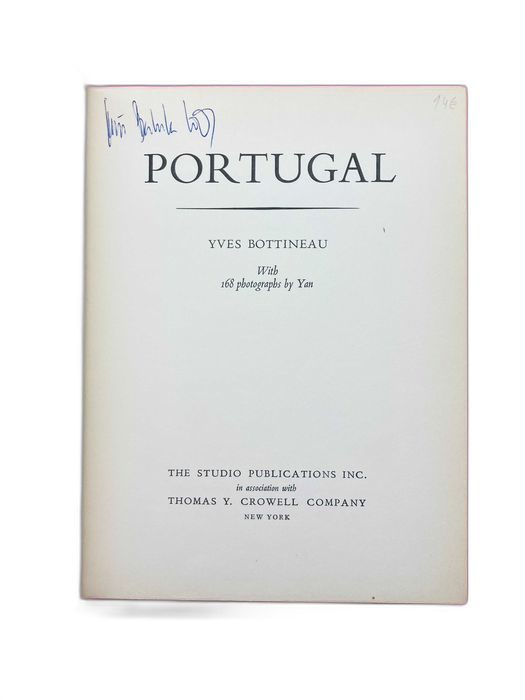 14€
PORTUGAL
YVES BOTTINEAU
With
168 photographs by Yan
THE STUDIO PUBLICATIONS INC.
in association with
THOMAS Y. CROWELL COMPANY
NEW YORK